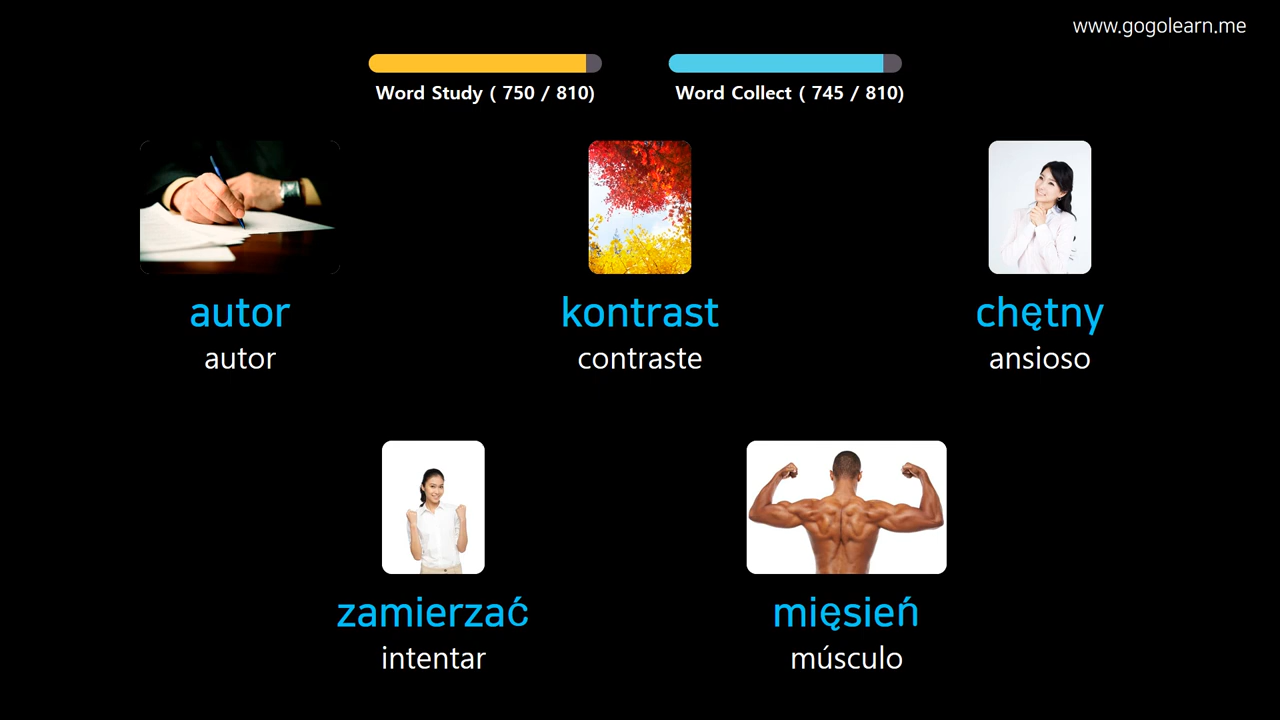 www.gogolearn.me
Word Study ( 750 / 810)
Word Collect ( 745 / 810)
autor
autor
kontrast
contraste
chętny
ansioso
zamierzać
intentar
mięsień
músculo